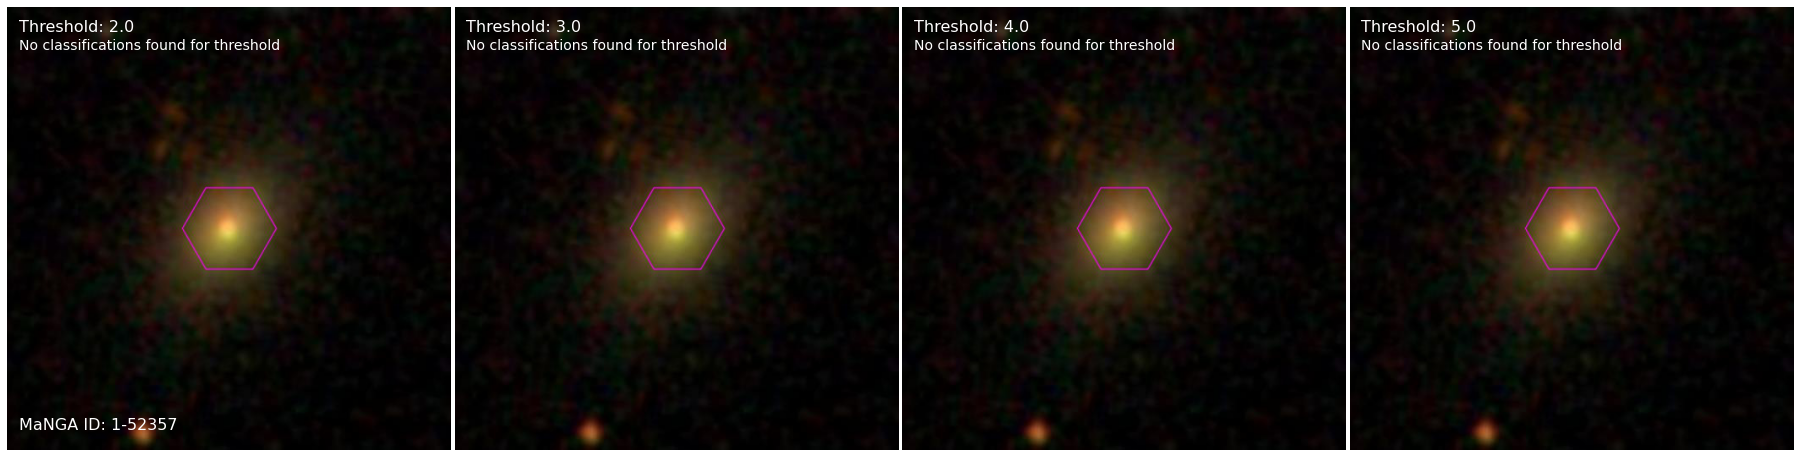 Threshold: 2.0
No classifications found for threshold
MaNGA ID: 1-52357
Threshold: 3.0
No classifications found for threshold
Threshold: 4.0
No classifications found for threshold
Threshold: 5.0
No classifications found for threshold